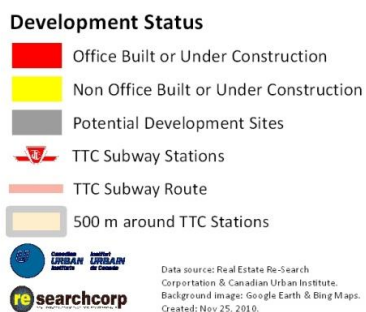 Development Status
Office Built or Under Construction
Non Office Built or Under Construction
Potential Development Sites
TTC Subway Stations
TTC Subway Route
500 m around TTC Stations
Canadian Institut
URBAN URBAIN
Institute du Canada
re searchcorp
Data source: Real Estate Re-Search
Corportation & Canadian Urban Institute.
Background image: Google Earth & Bing Maps.
Created: Nov 25, 2010.